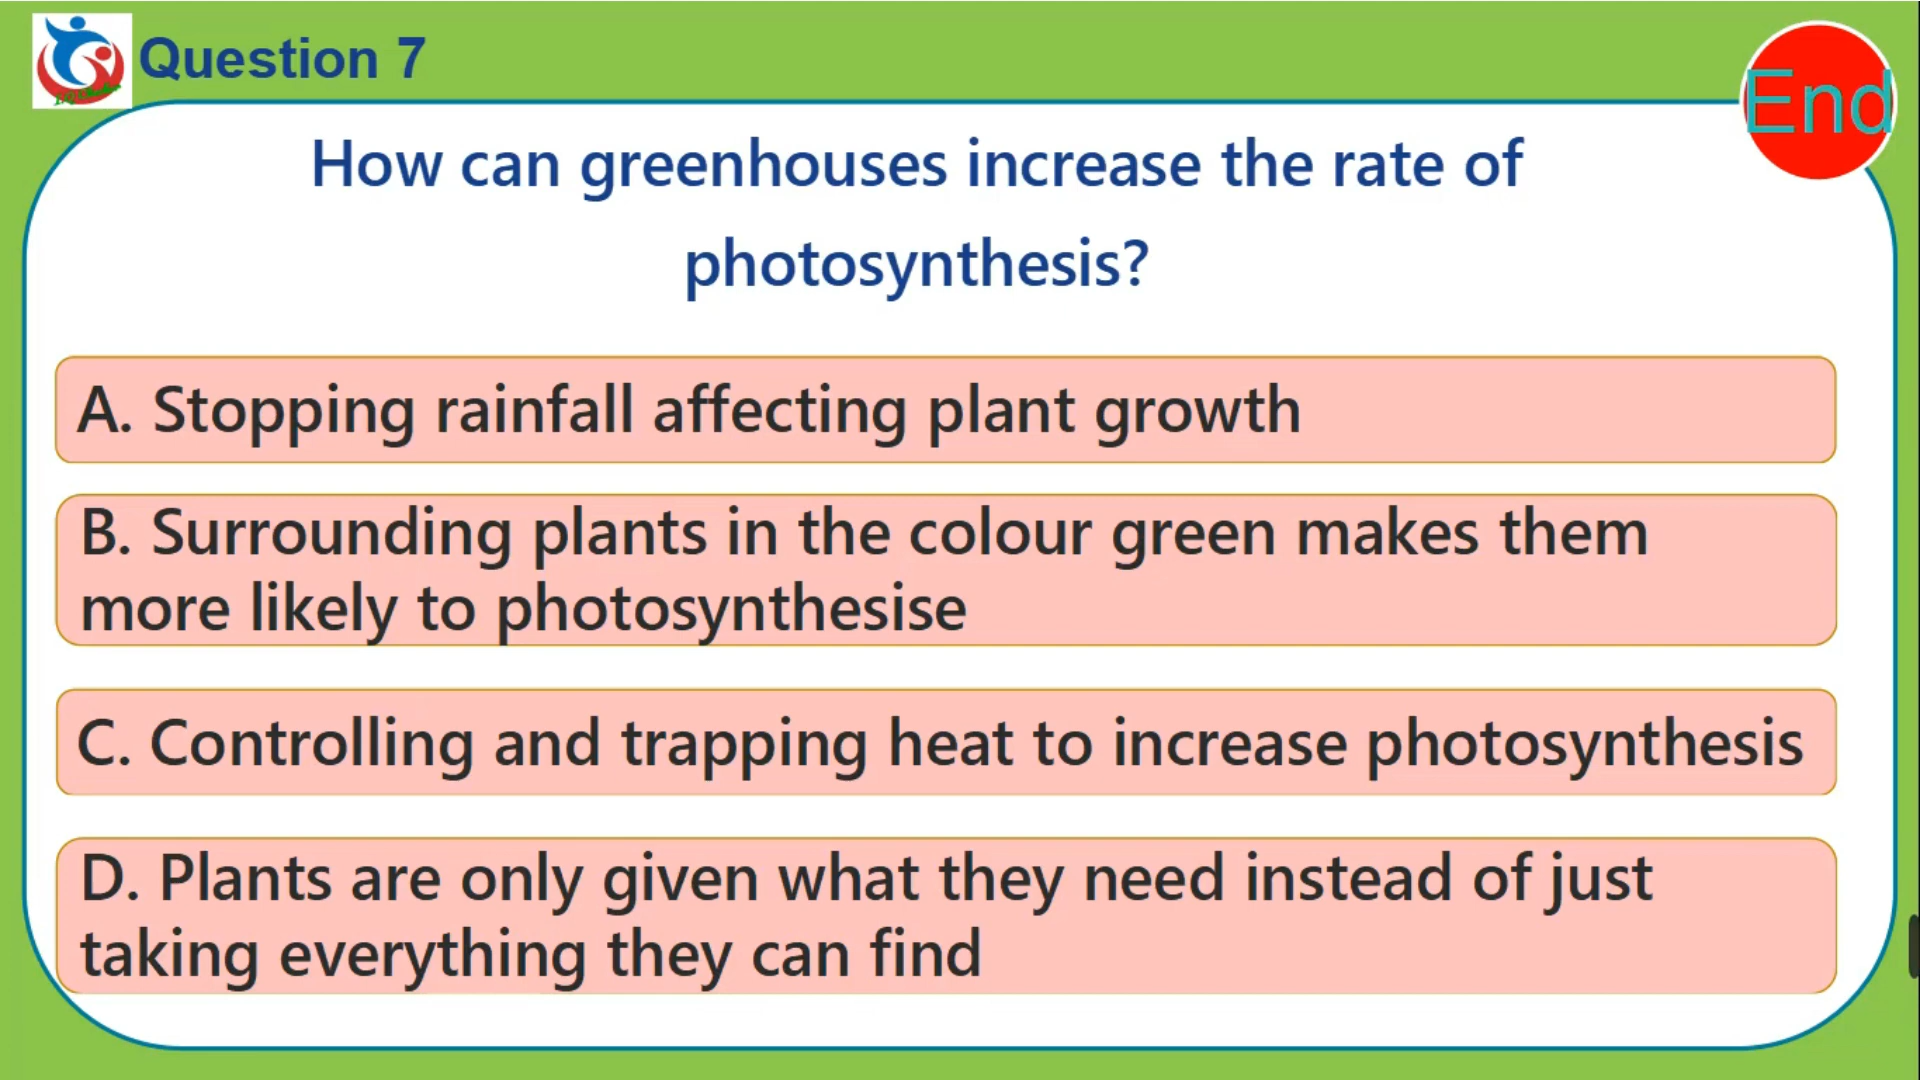 Question 7
End
How can greenhouses increase the rate of
photosynthesis?
A. Stopping rainfall affecting plant growth
B. Surrounding plants in the colour green makes them
more likely to photosynthesise
C. Controlling and trapping heat to increase photosynthesis
D. Plants are only given what they need instead of just
taking everything they can find